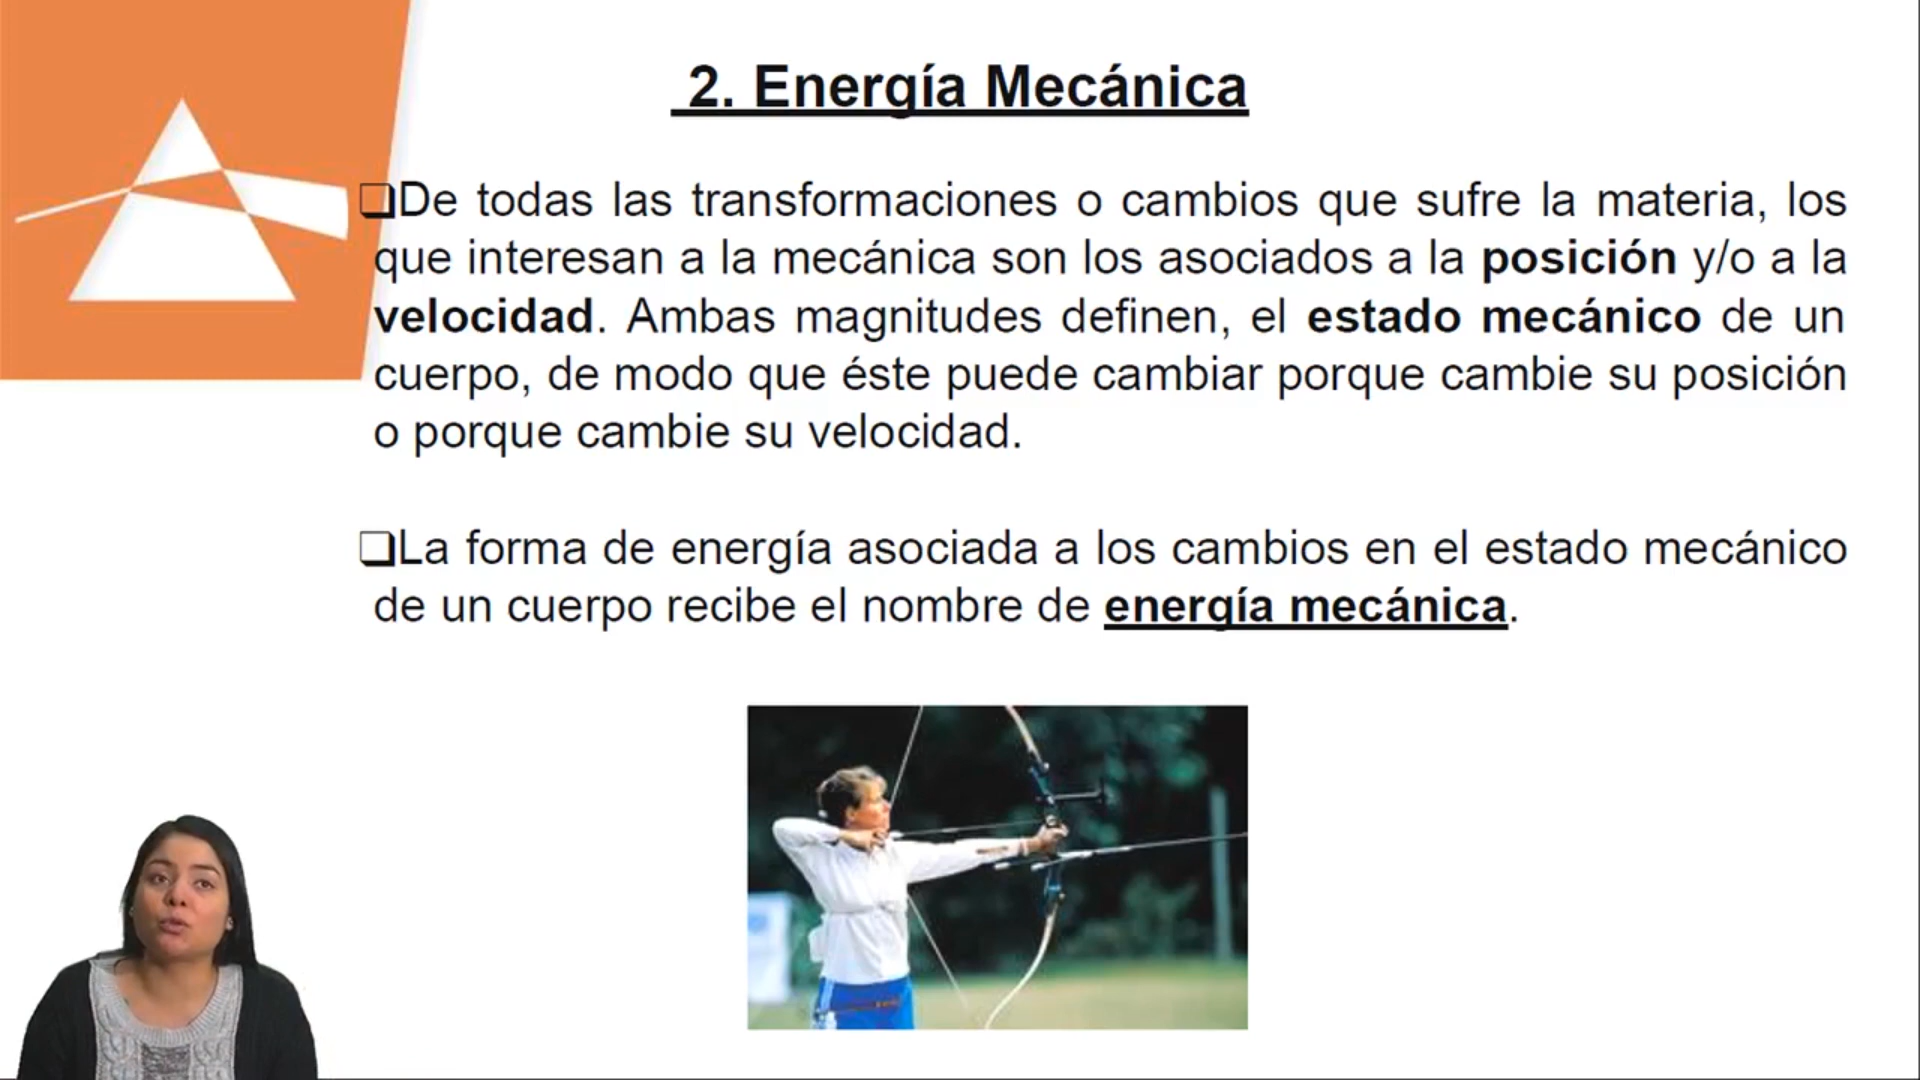 2. Energía Mecánica
❑De todas las transformaciones o cambios que sufre la materia, los
que interesan a la mecánica son los asociados a la posición y/o a la
velocidad. Ambas magnitudes definen, el estado mecánico de un
cuerpo, de modo que éste puede cambiar porque cambie su posición
o porque cambie su velocidad.
❑La forma de energía asociada a los cambios en el estado mecánico
de un cuerpo recibe el nombre de energía mecánica.